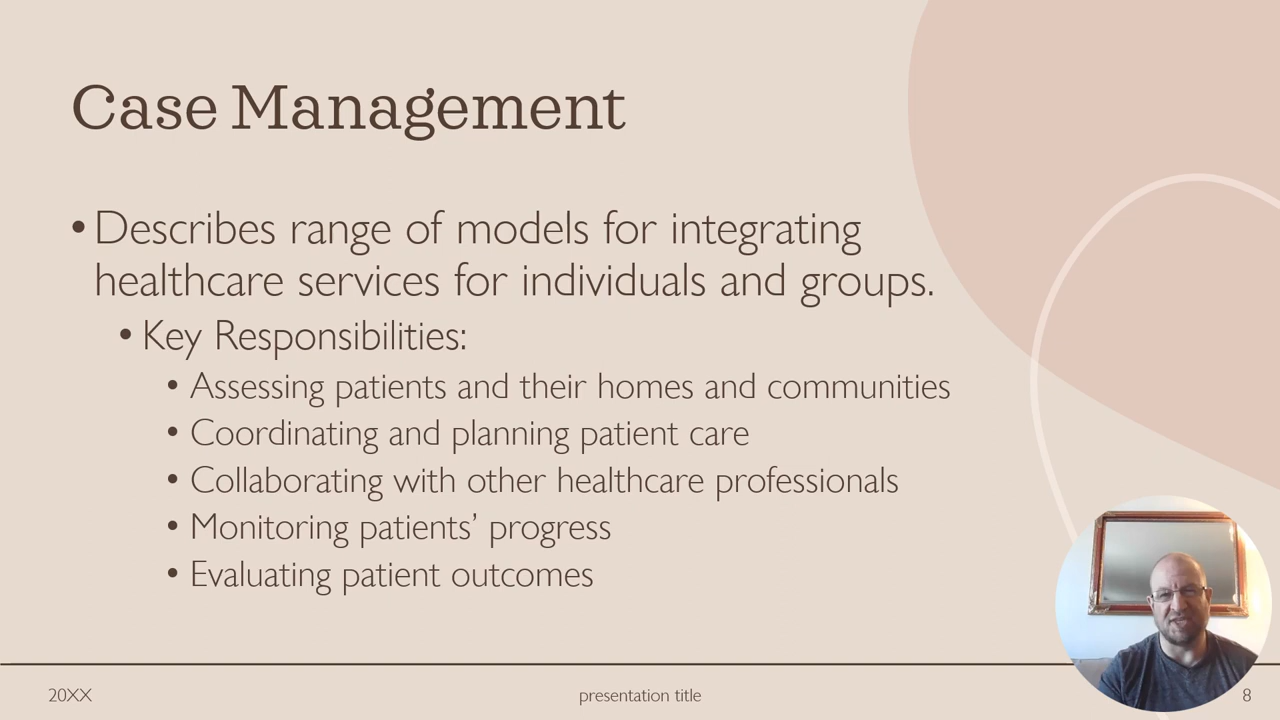 Case Management
• Describes range of models for integrating
healthcare services for individuals and groups.
• Key Responsibilities:
• Assessing patients and their homes and communities
• Coordinating and planning patient care
• Collaborating with other healthcare professionals
• Monitoring patients’ progress
• Evaluating patient outcomes
20XX
presentation title
8